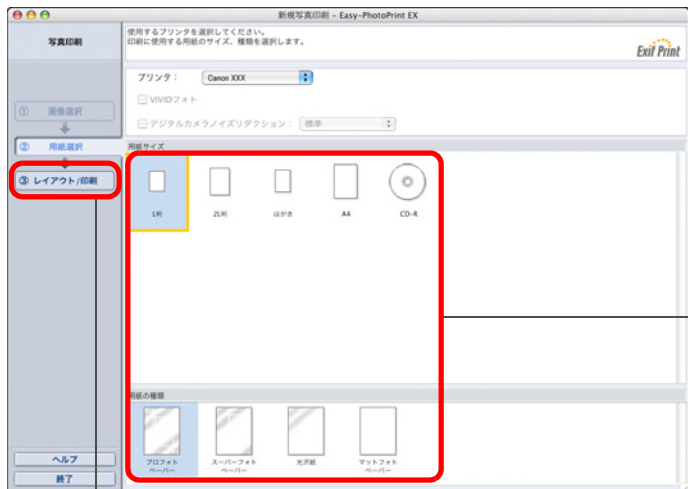 新規写真印刷 – Easy-PhotoPrint EX
写真印刷
使用するプリンタを選択してください。
印刷に使用する用紙のサイズ、種類を選択します。
Exif Print
プリンタ：
Canon XXX
VIVIDフォト
デジタルカメラノイズリダクション：
標準
① 画像選択
② 用紙選択
③ レイアウト/印刷
用紙サイズ
L判
2L判
はがき
A4
CD-R
用紙の種類
プロフォト
ペーパー
スーパーフォト
ペーパー
光沢紙
マットフォト
ペーパー
ヘルプ
終了